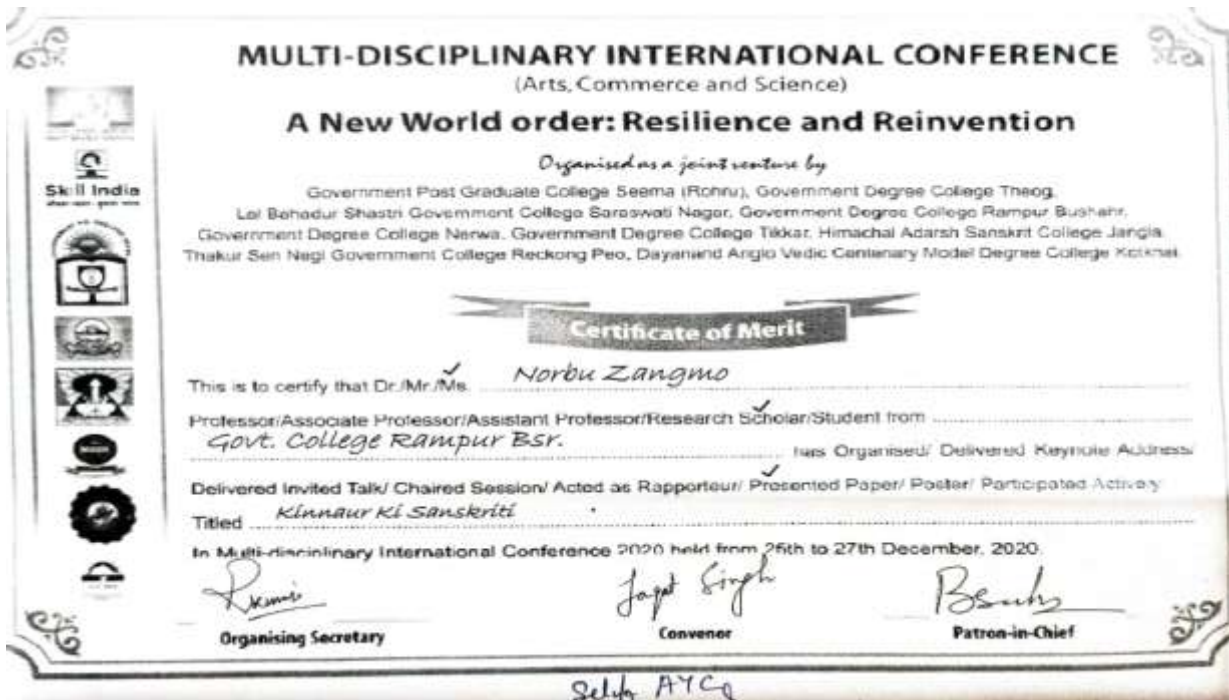 MULTI-DISCIPLINARY INTERNATIONAL CONFERENCE
(Arts, Commerce and Science)
A New World order: Resilience and Reinvention
Organised as a joint venture by
Government Post Graduate College Seema (Rohru), Government Degree College Theog,
Lal Bahadur Shastri Government College Saraswati Nagar, Government Degree College Rampur Bushahr,
Government Degree College Nerwa, Government Degree College Tikkar, Himachal Adarsh Sanskrit College Jangla
Thakur Sen Negi Government College Reckong Peo, Dayanand Anglo Vedic Centenary Model Degree College Kotkhai
Skill India
Certificate of Merit
This is to certify that Dr./Mr./Ms. Norbu Zangmo
Professor/Associate Professor/Assistant Professor/Research Scholar/Student from
Govt. College Rampur Bsr. has Organised/ Delivered Keynote Address/
Delivered Invited Talk/ Chaired Session/ Acted as Rapporteur/ Presented Paper/ Poster/ Participated Actively
Titled Kinnaur Ki Sanskriti
In Multi-disciplinary International Conference 2020 held from 26th to 27th December, 2020.
Jagat Singh
Organising Secretary
Convenor
Patron-in-Chief